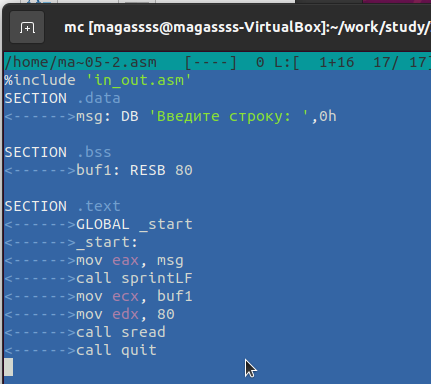 mc [magassss@magassss-VirtualBox]:~/work/study/
/home/ma~05-2.asm   [----]  0 L:[  1+16  17/ 17]
%include 'in_out.asm'
SECTION .data
<------>msg: DB 'Введите строку: ',0h

SECTION .bss
<------>buf1: RESB 80

SECTION .text
<------>GLOBAL _start
<------>_start:
<------>mov eax, msg
<------>call sprintLF
<------>mov ecx, buf1
<------>mov edx, 80
<------>call sread
<------>call quit